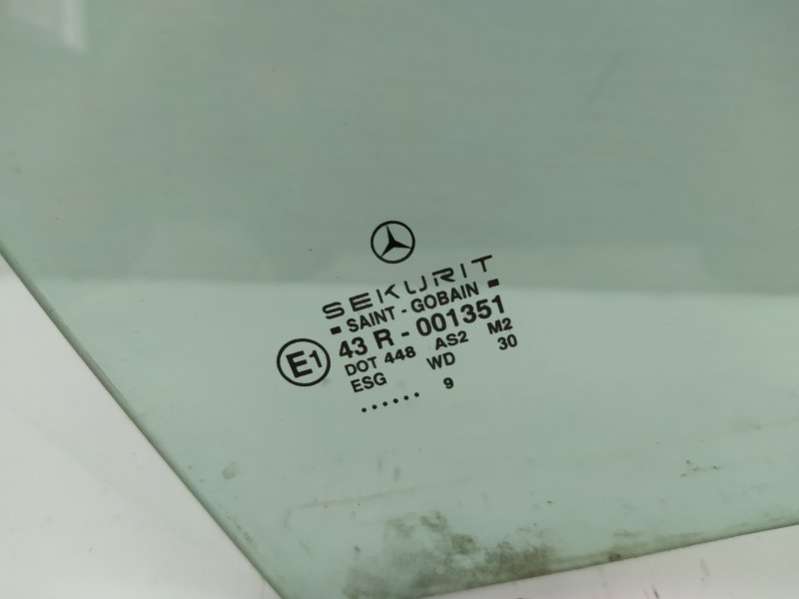 SEKURIT
SAINT - GOBAIN
E1 43 R - 001351
DOT 448 AS2 M2
ESG WD 30
...... 9